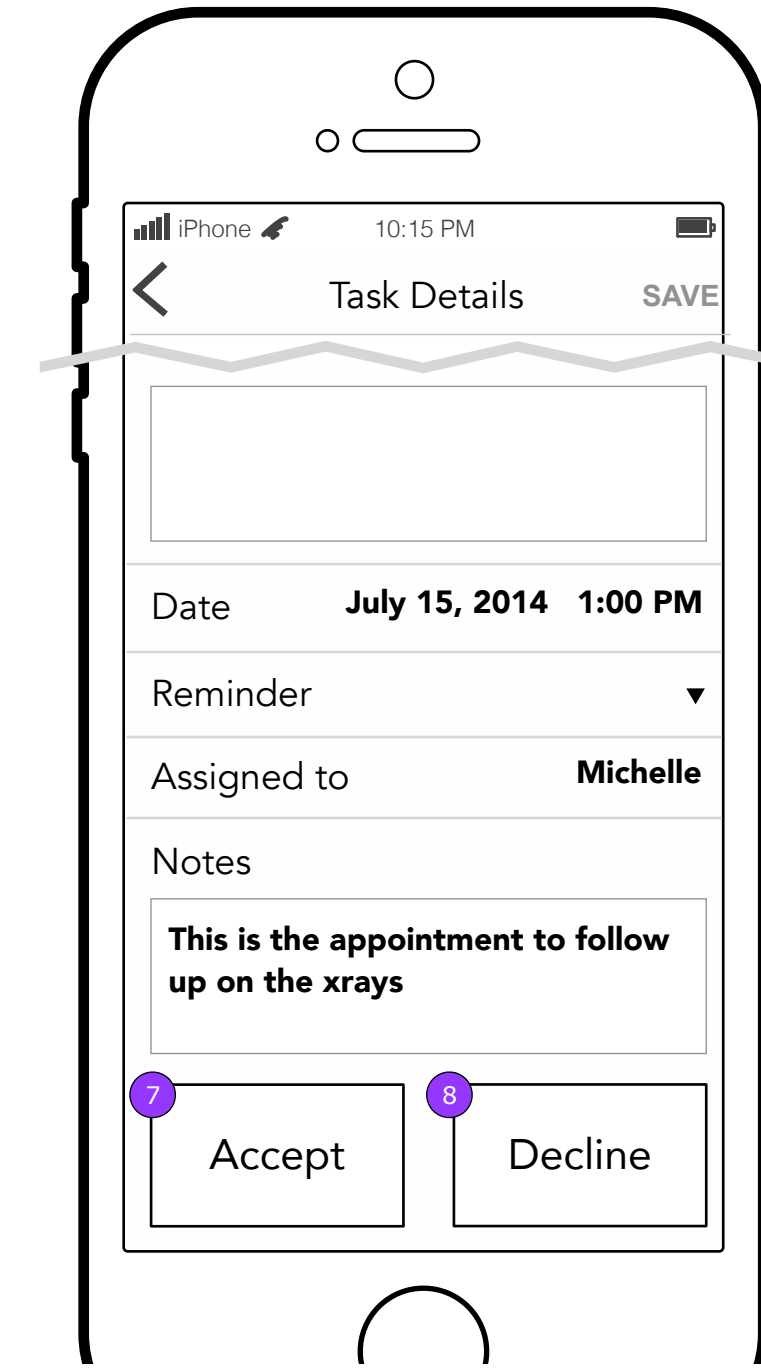 iPhone 10:15 PM
Task Details SAVE
Date July 15, 2014 1:00 PM
Reminder
Assigned to Michelle
Notes
This is the appointment to follow
up on the xrays
7 8
Accept Decline